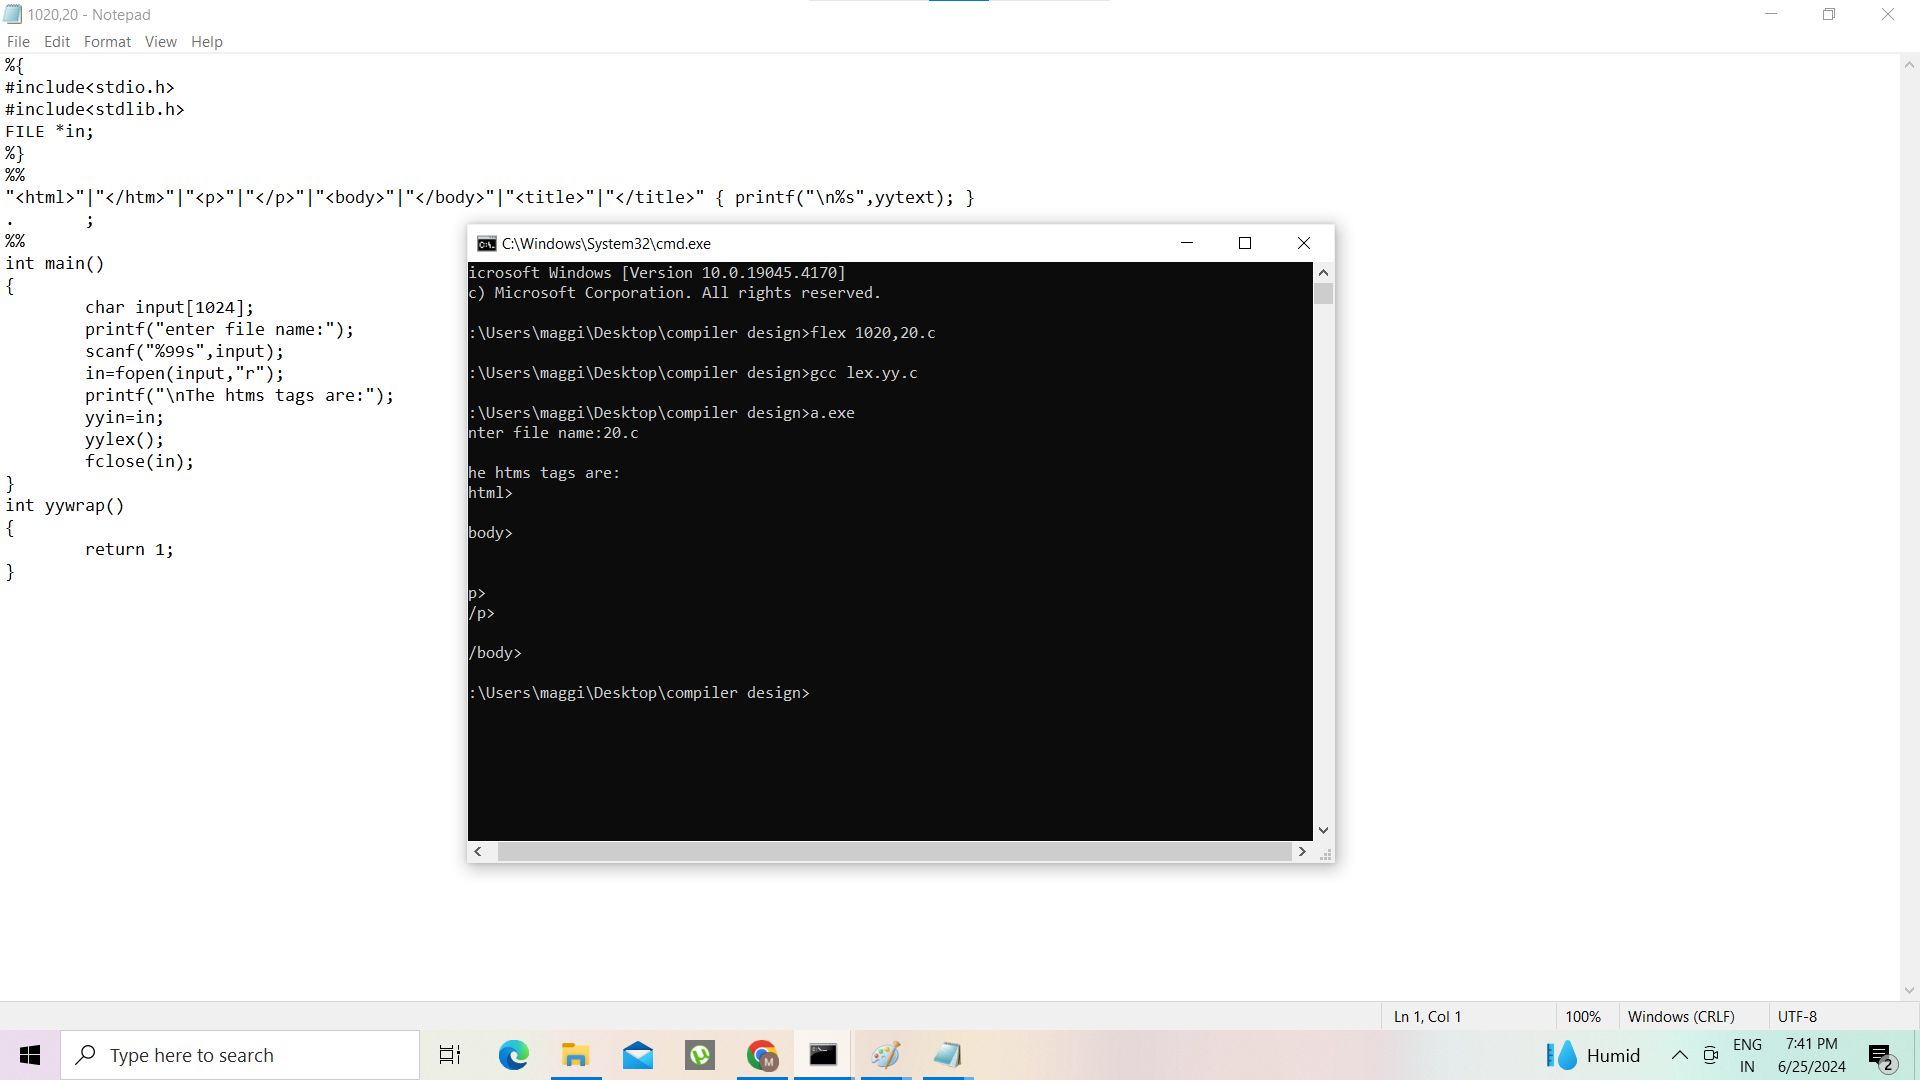 1020,20 - Notepad
File Edit Format View Help
%{
#include<stdio.h>
#include<stdlib.h>
FILE *in;
%}
%%
"<html>"|"</htm>"|"<p>"|"</p>"|"<body>"|"</body>"|"<title>"|"</title>" { printf("\n%s",yytext); }
. ;
%%
int main()
{
char input[1024];
printf("enter file name:");
scanf("%99s",input);
in=fopen(input,"r");
printf("\nThe htms tags are:");
yyin=in;
yylex();
fclose(in);
}
int yywrap()
{
return 1;
}
C:\Windows\System32\cmd.exe
icrosoft Windows [Version 10.0.19045.4170]
c) Microsoft Corporation. All rights reserved.
:\Users\maggi\Desktop\compiler design>flex 1020,20.c
:\Users\maggi\Desktop\compiler design>gcc lex.yy.c
:\Users\maggi\Desktop\compiler design>a.exe
nter file name:20.c
he htms tags are:
html>
body>
p>
/p>
/body>
:\Users\maggi\Desktop\compiler design>
Ln 1, Col 1 100% Windows (CRLF) UTF-8
Type here to search
M
Humid
ENG
IN
7:41 PM
6/25/2024
2